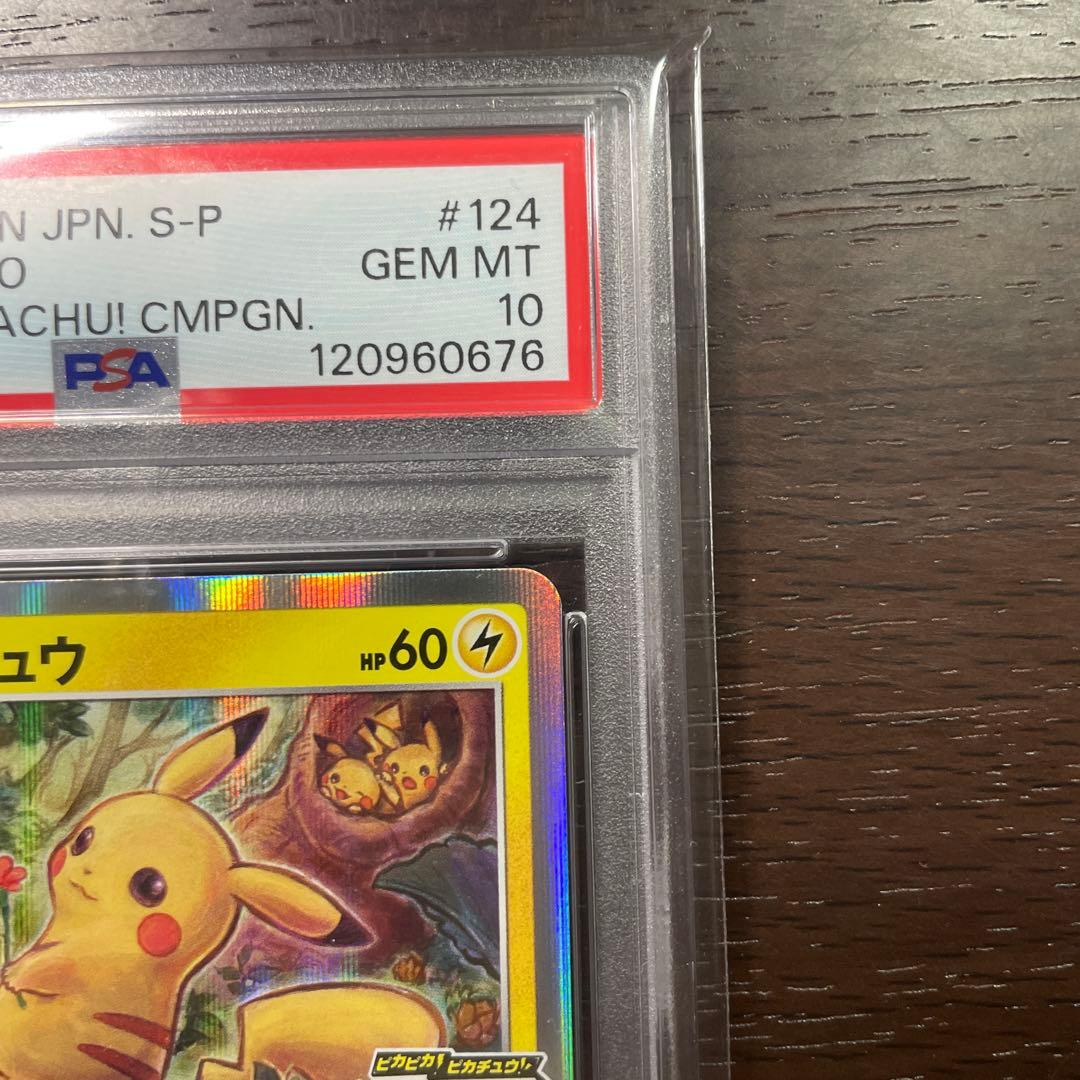 N JPN. S-P #124
O GEM MT
ACHU! CMPGN. 10
PSA 120960676
ュウ HP60
ピカピカ! ピカチュウ!